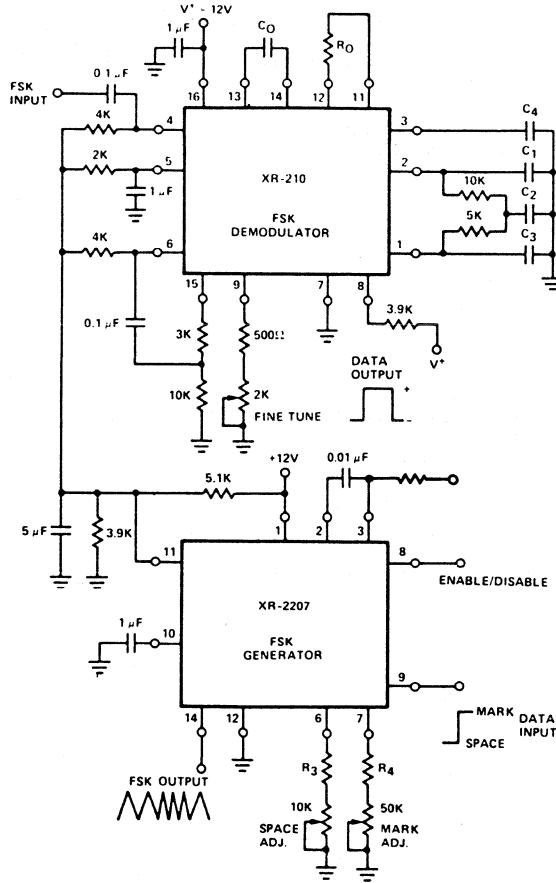 V+ - 12V
1 μF
C0
R0
0 1 μF
FSK
INPUT
16
13
14
12
11
4K
4
3
C4
2K
5
XR-210
2
C1
1 μF
10K
C2
FSK
DEMODULATOR
5K
4K
6
1
C3
15
9
7
8
0.1 μF
3K
500Ω
3.9K
V+
DATA
OUTPUT
+
-
10K
2K
FINE TUNE
+12V
0.01 μF
5.1K
5 μF
3.9K
1
2
3
11
8
ENABLE/DISABLE
XR-2207
1 μF
10
FSK
GENERATOR
9
MARK
DATA
INPUT
SPACE
14
12
6
7
FSK OUTPUT
R3
R4
10K
50K
SPACE
ADJ.
MARK
ADJ.